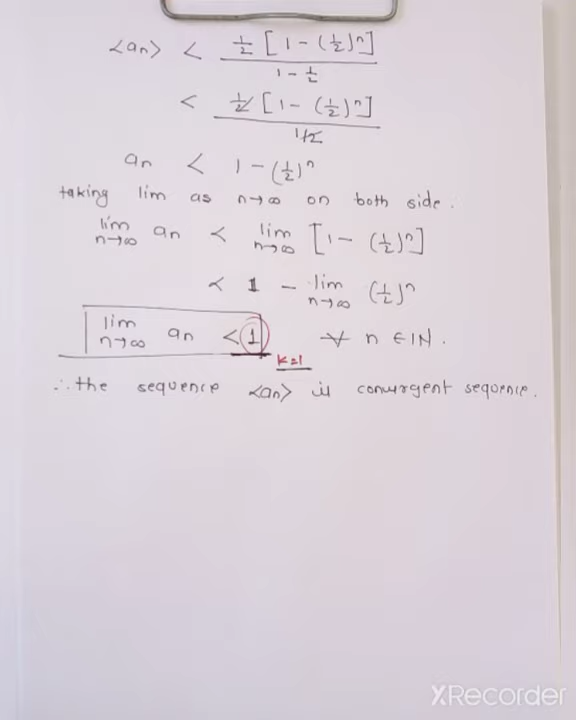 <an> < 1/2 [1 - (1/2)^n] / 1 - 1/2
< 1/2 [1 - (1/2)^n] / 1/2
an < 1 - (1/2)^n
taking lim as n→∞ on both side.
lim n→∞ an < lim n→∞ [1 - (1/2)^n]
< 1 - lim n→∞ (1/2)^n
lim n→∞ an < 1 ∀ n ∈ IN.
K=1
∴ the sequence <an> is convergent sequence.
XRecorder